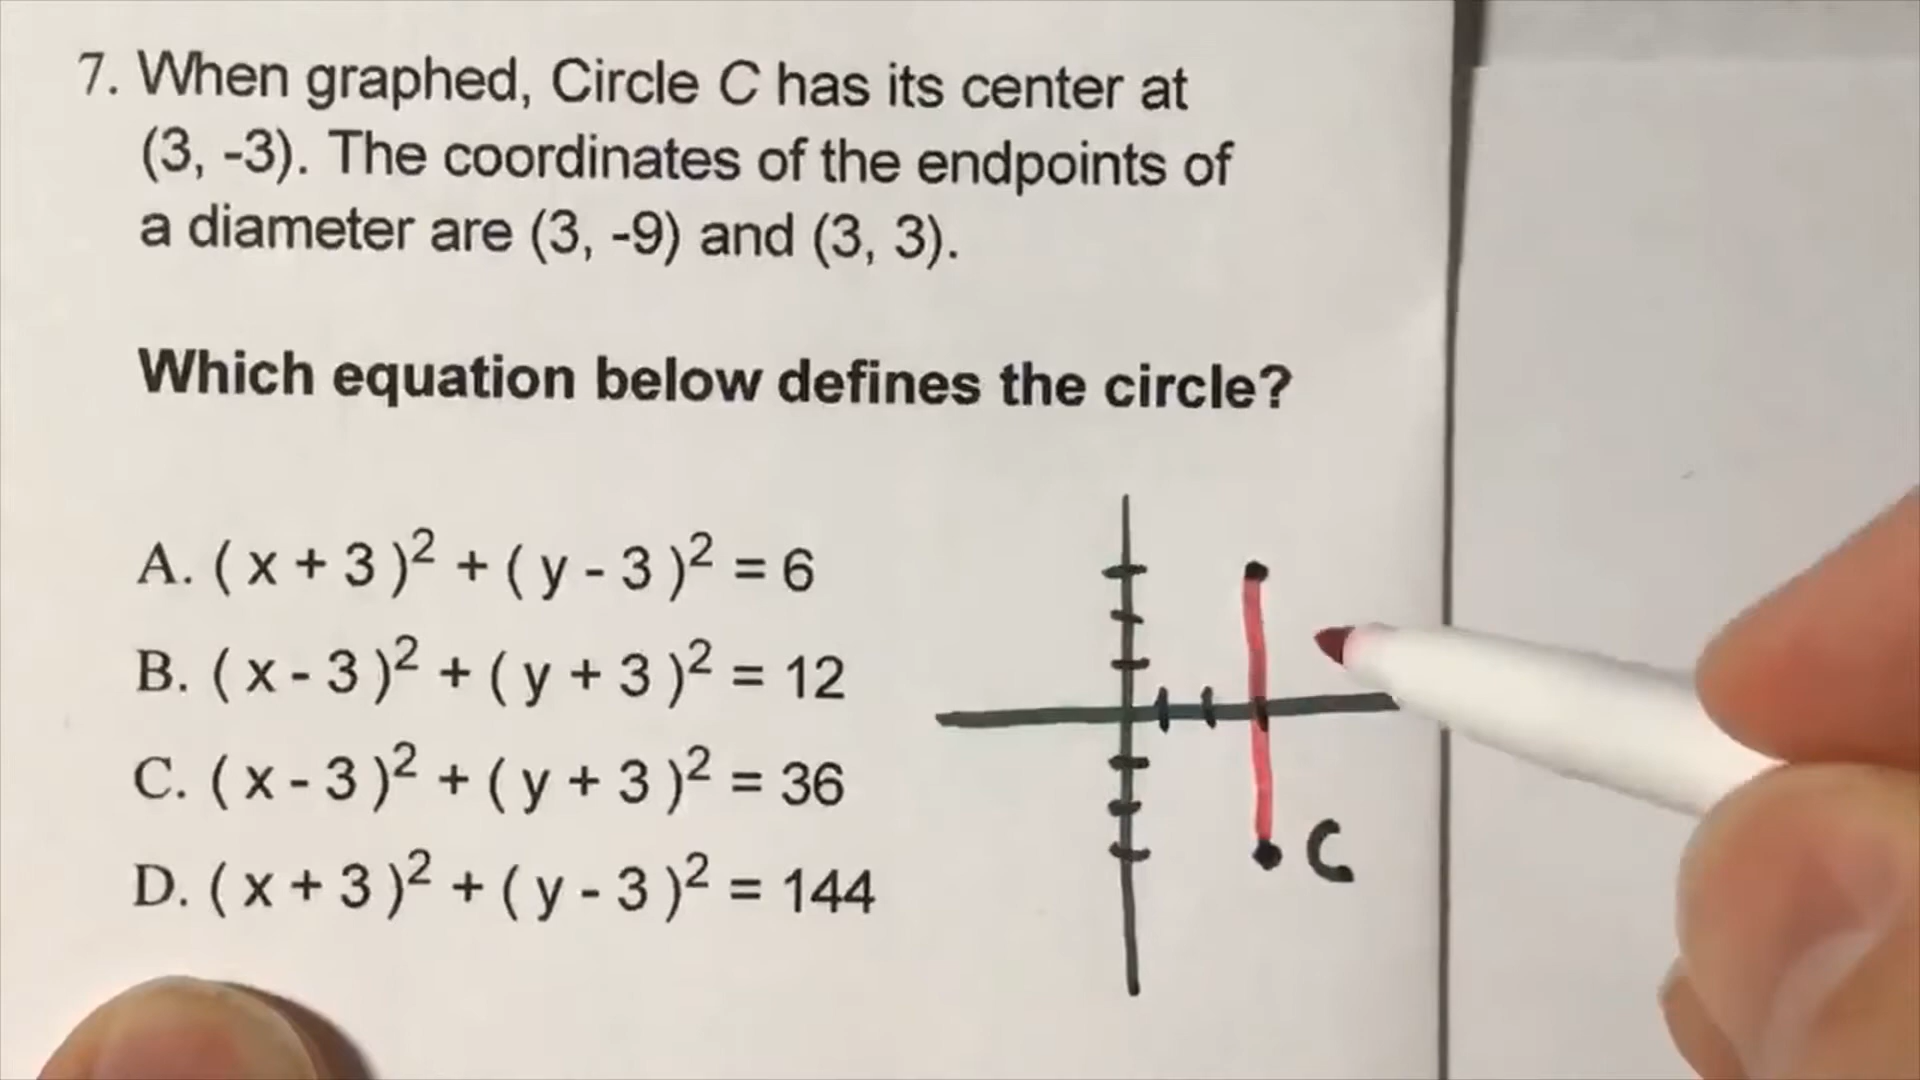 7. When graphed, Circle C has its center at
(3, -3). The coordinates of the endpoints of
a diameter are (3, -9) and (3, 3).
Which equation below defines the circle?
A. ( x + 3 )² + ( y - 3 )² = 6
B. ( x - 3 )² + ( y + 3 )² = 12
C. ( x - 3 )² + ( y + 3 )² = 36
D. ( x + 3 )² + ( y - 3 )² = 144
C